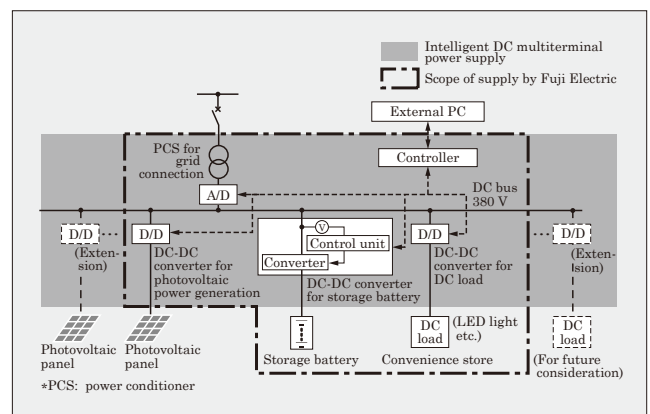 Intelligent DC multiterminal
power supply
Scope of supply by Fuji Electric
External PC
PCS for
grid
connection
Controller
A/D
DC bus
380 V
D/D
(Exten-
sion)
D/D
DC-DC
converter for
photovoltaic
power generation
V
Control unit
Converter
DC-DC converter
for storage battery
D/D
DC-DC
converter for
DC load
D/D
(Exten-
sion)
Photovoltaic
panel
Photovoltaic
panel
Storage battery
DC
load
(LED light
etc.)
Convenience store
DC
load
(For future
consideration)
*PCS: power conditioner